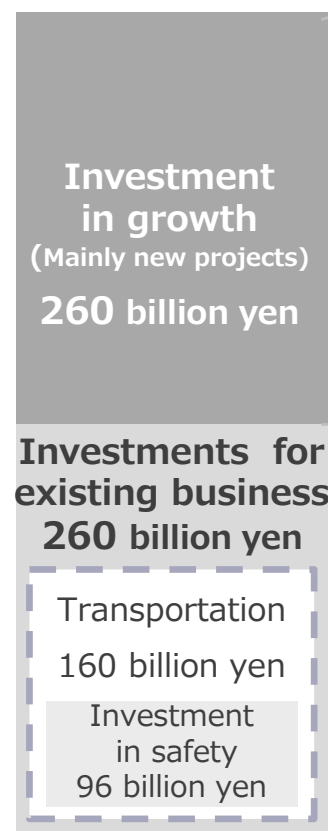 Investment
in growth
(Mainly new projects)
260 billion yen
Investments for
existing business
260 billion yen
Transportation
160 billion yen
Investment
in safety
96 billion yen